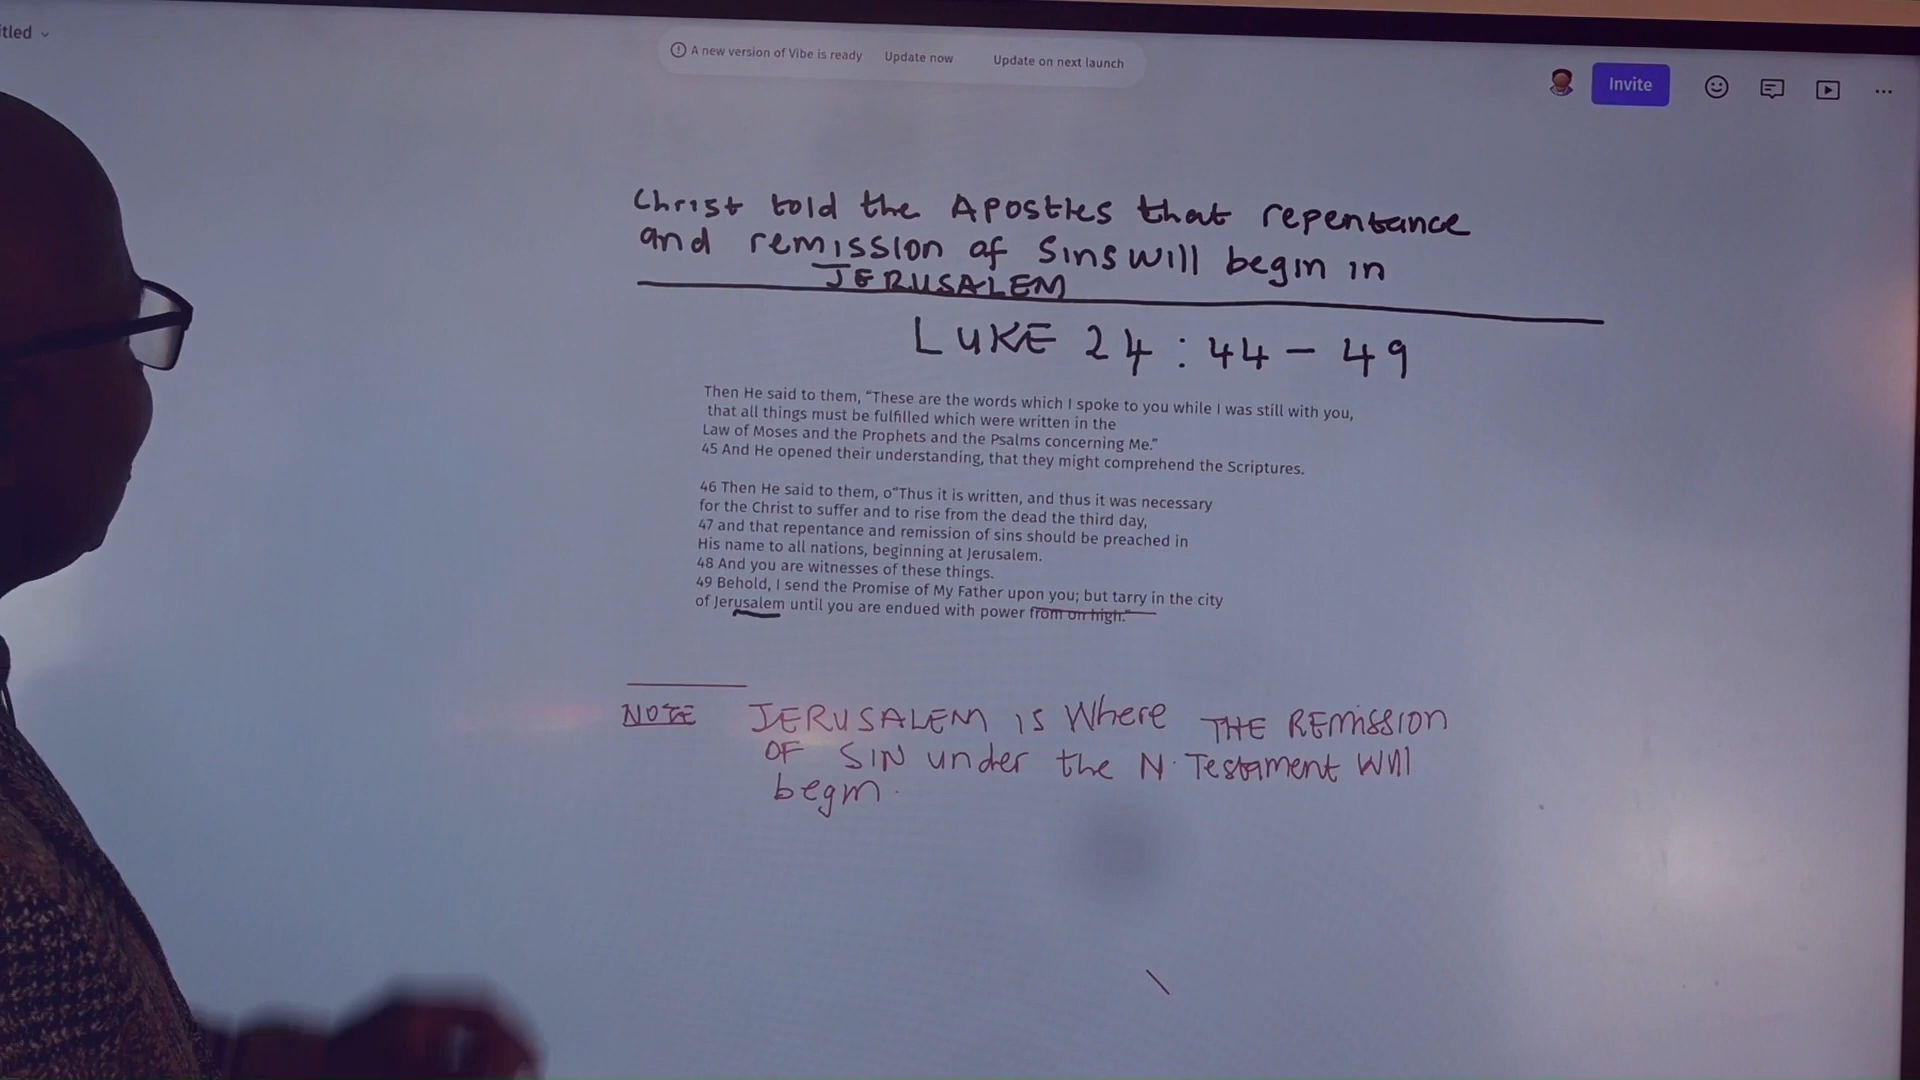 itled
A new version of Vibe is ready Update now Update on next launch
Invite
Christ told the Apostles that repentance
and remission of Sins will begin in
JERUSALEM
LUKE 24:44-49
Then He said to them, “These are the words which I spoke to you while I was still with you,
that all things must be fulfilled which were written in the
Law of Moses and the Prophets and the Psalms concerning Me.”
45 And He opened their understanding, that they might comprehend the Scriptures.
46 Then He said to them, o“Thus it is written, and thus it was necessary
for the Christ to suffer and to rise from the dead the third day,
47 and that repentance and remission of sins should be preached in
His name to all nations, beginning at Jerusalem.
48 And you are witnesses of these things.
49 Behold, I send the Promise of My Father upon you; but tarry in the city
of Jerusalem until you are endued with power from on high.”
NOTE JERUSALEM IS Where THE REMISSION
OF SIN under the N. Testament Will
begin.